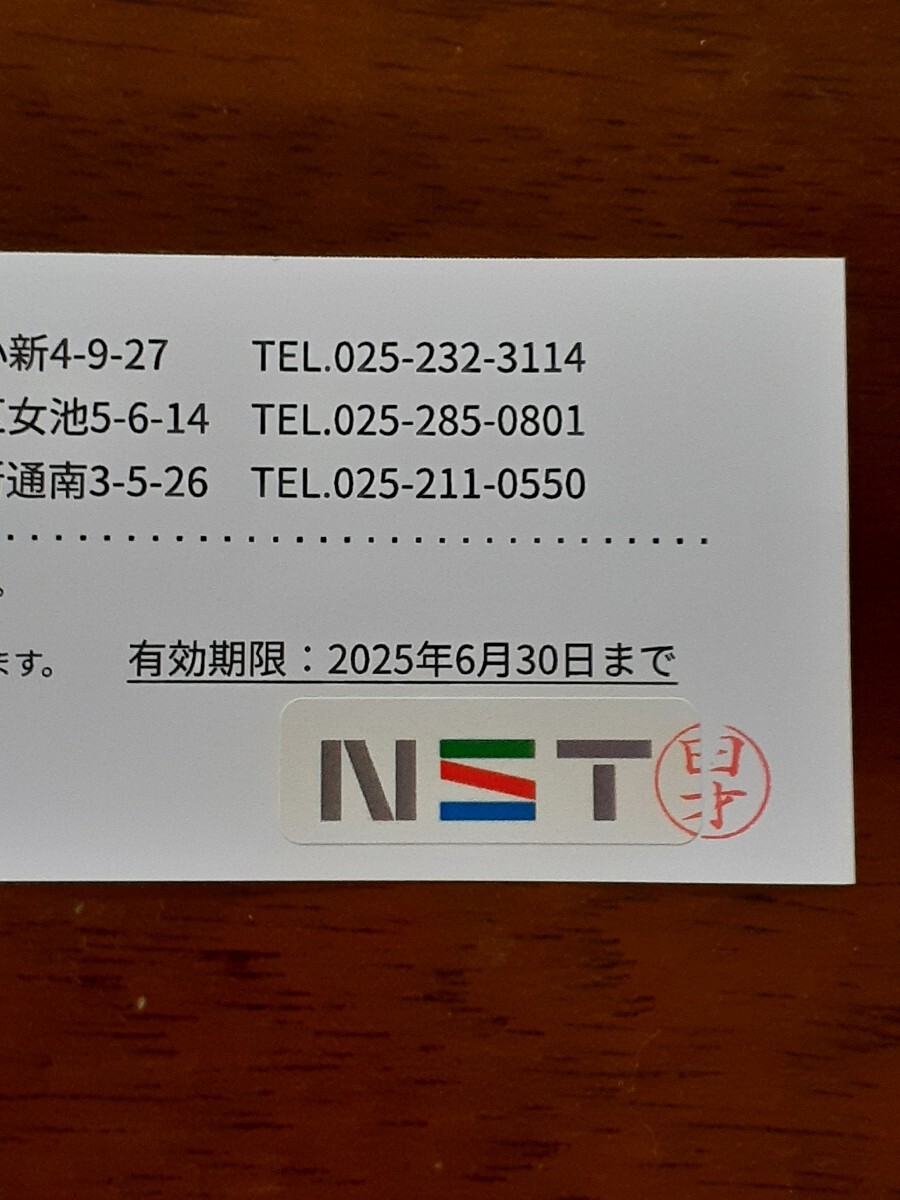 新4-9-27 TEL.025-232-3114
女池5-6-14 TEL.025-285-0801
通南3-5-26 TEL.025-211-0550
ます。 有効期限：2025年6月30日まで
NST